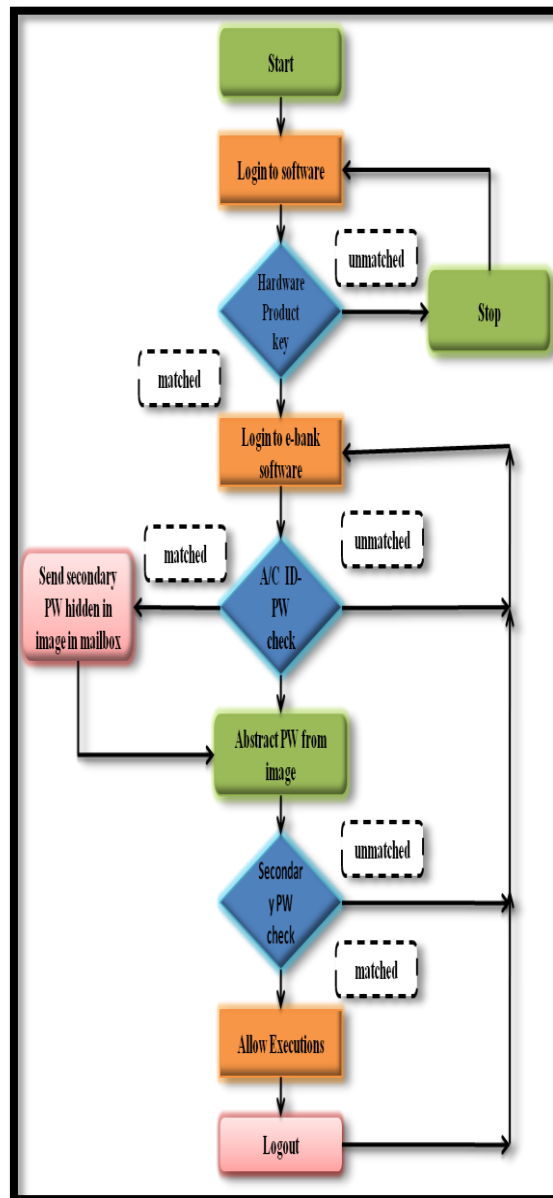 Start
Login to software
unmatched
Hardware
Product
key
Stop
matched
Login to e-bank
software
matched
unmatched
Send secondary
PW hidden in
image in mailbox
A/C ID-
PW
check
Abstract PW from
image
unmatched
Secondar
y PW
check
matched
Allow Executions
Logout